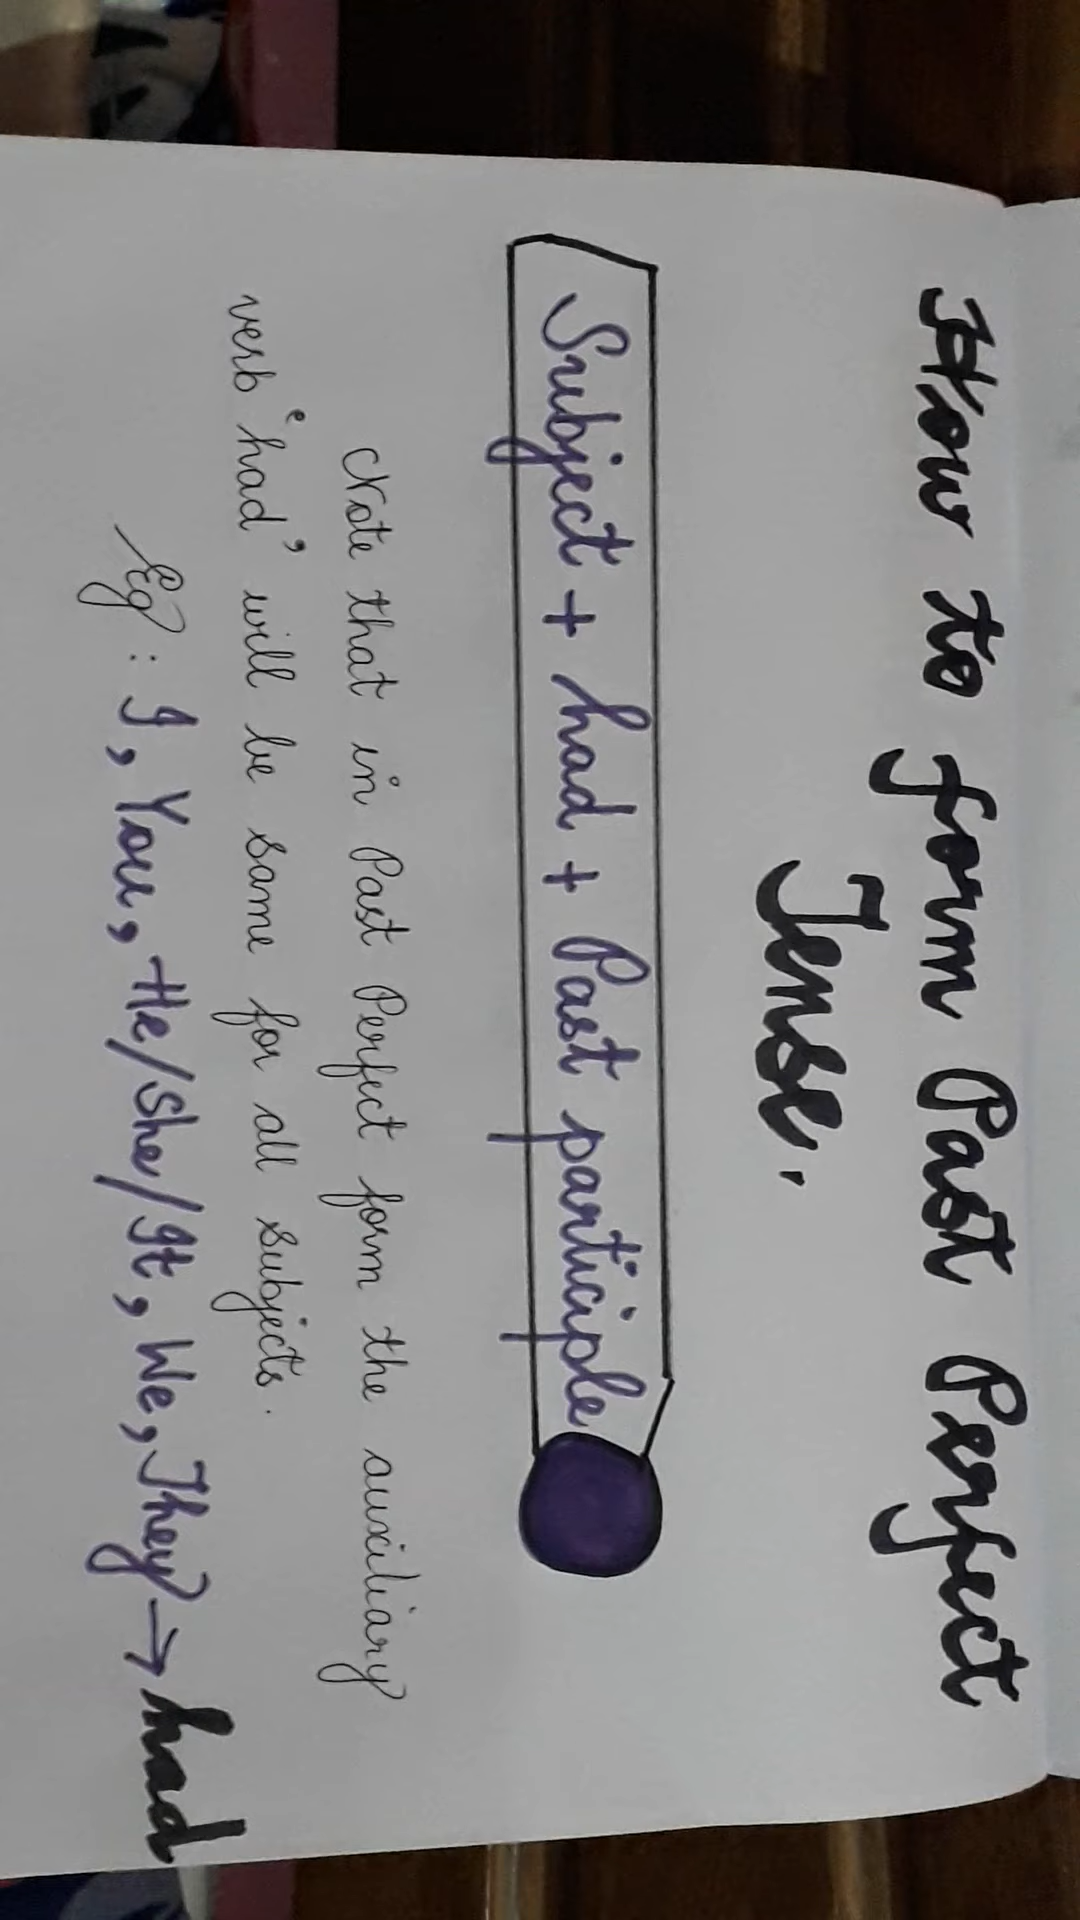 How to form Past Perfect
Tense.
Subject + had + Past participle
Note that in Past Perfect form the auxiliary
verb 'had' will be same for all subjects.
Eg: I, You, He/She/It, We, They → had